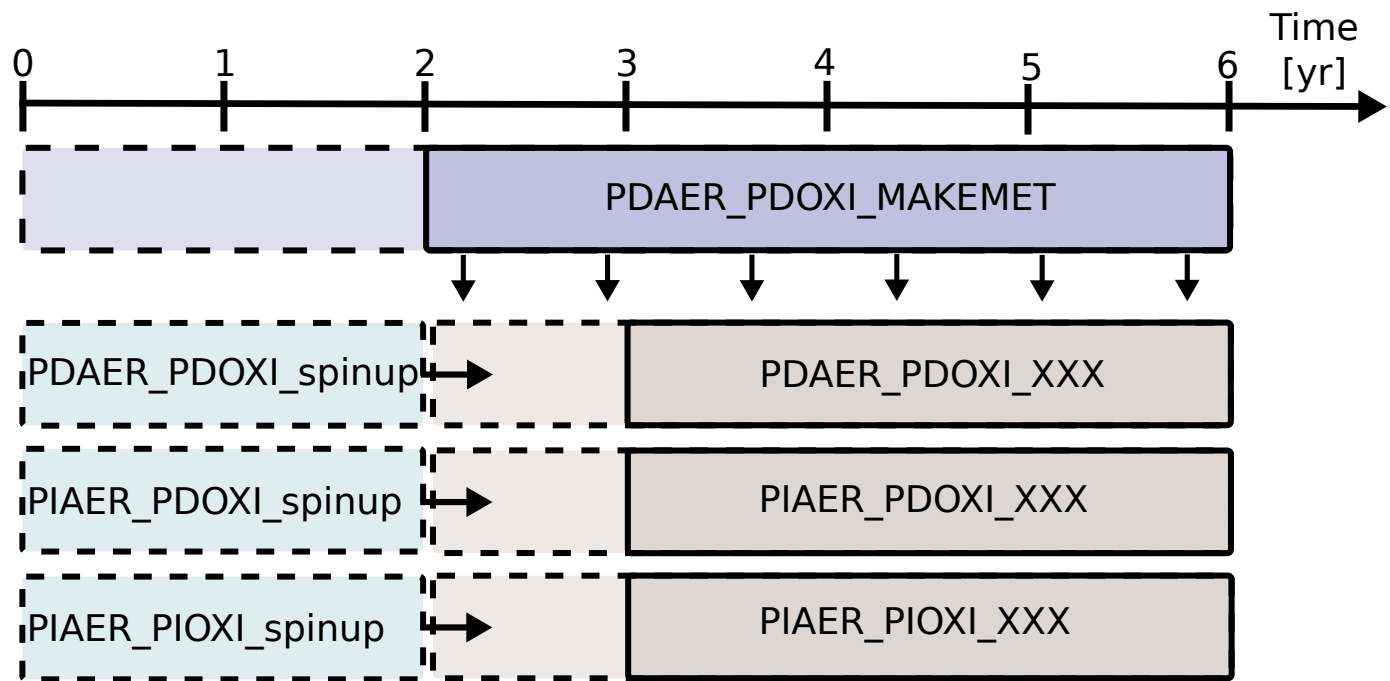 Time
[yr]
0 1 2 3 4 5 6
PDAER_PDOXI_MAKEMET
PDAER_PDOXI_spinup PDAER_PDOXI_XXX
PIAER_PDOXI_spinup PIAER_PDOXI_XXX
PIAER_PIOXI_spinup PIAER_PIOXI_XXX